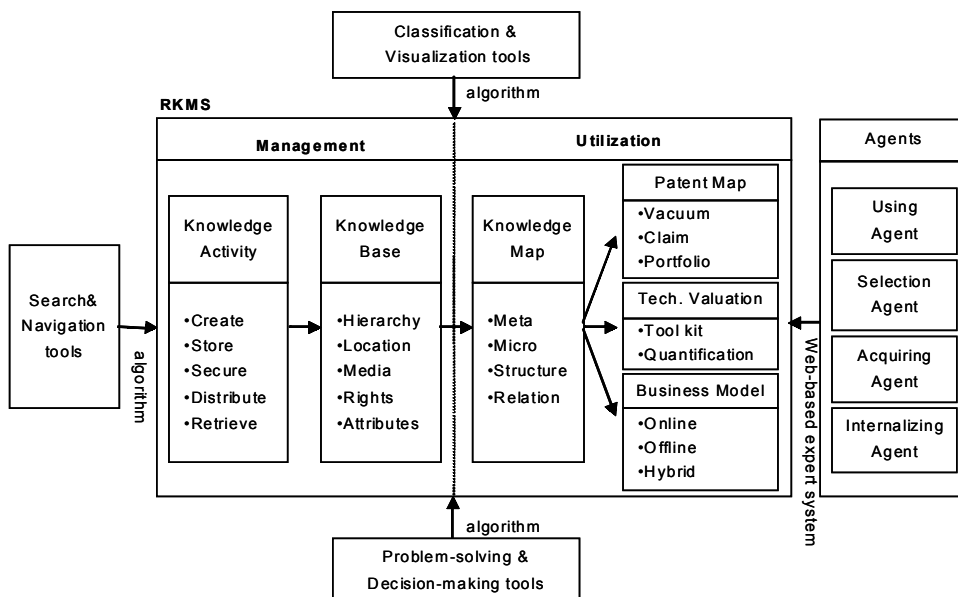 Classification &
Visualization tools
algorithm
RKMS
Management
Utilization
Agents
Search&
Navigation
tools
algorithm
Knowledge
Activity
•Create
•Store
•Secure
•Distribute
•Retrieve
Knowledge
Base
•Hierarchy
•Location
•Media
•Rights
•Attributes
Knowledge
Map
•Meta
•Micro
•Structure
•Relation
Patent Map
•Vacuum
•Claim
•Portfolio
Tech. Valuation
•Tool kit
•Quantification
Business Model
•Online
•Offline
•Hybrid
Web-based expert system
Using
Agent
Selection
Agent
Acquiring
Agent
Internalizing
Agent
algorithm
Problem-solving &
Decision-making tools